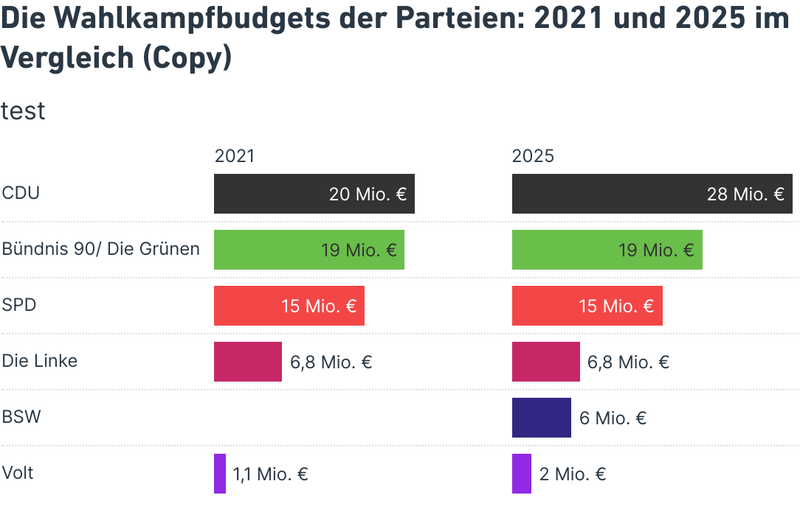 Die Wahlkampfbudgets der Parteien: 2021 und 2025 im
Vergleich (Copy)
test
2021 2025
CDU 20 Mio. € 28 Mio. €
Bündnis 90/ Die Grünen 19 Mio. € 19 Mio. €
SPD 15 Mio. € 15 Mio. €
Die Linke 6,8 Mio. € 6,8 Mio. €
BSW 6 Mio. €
Volt 1,1 Mio. € 2 Mio. €